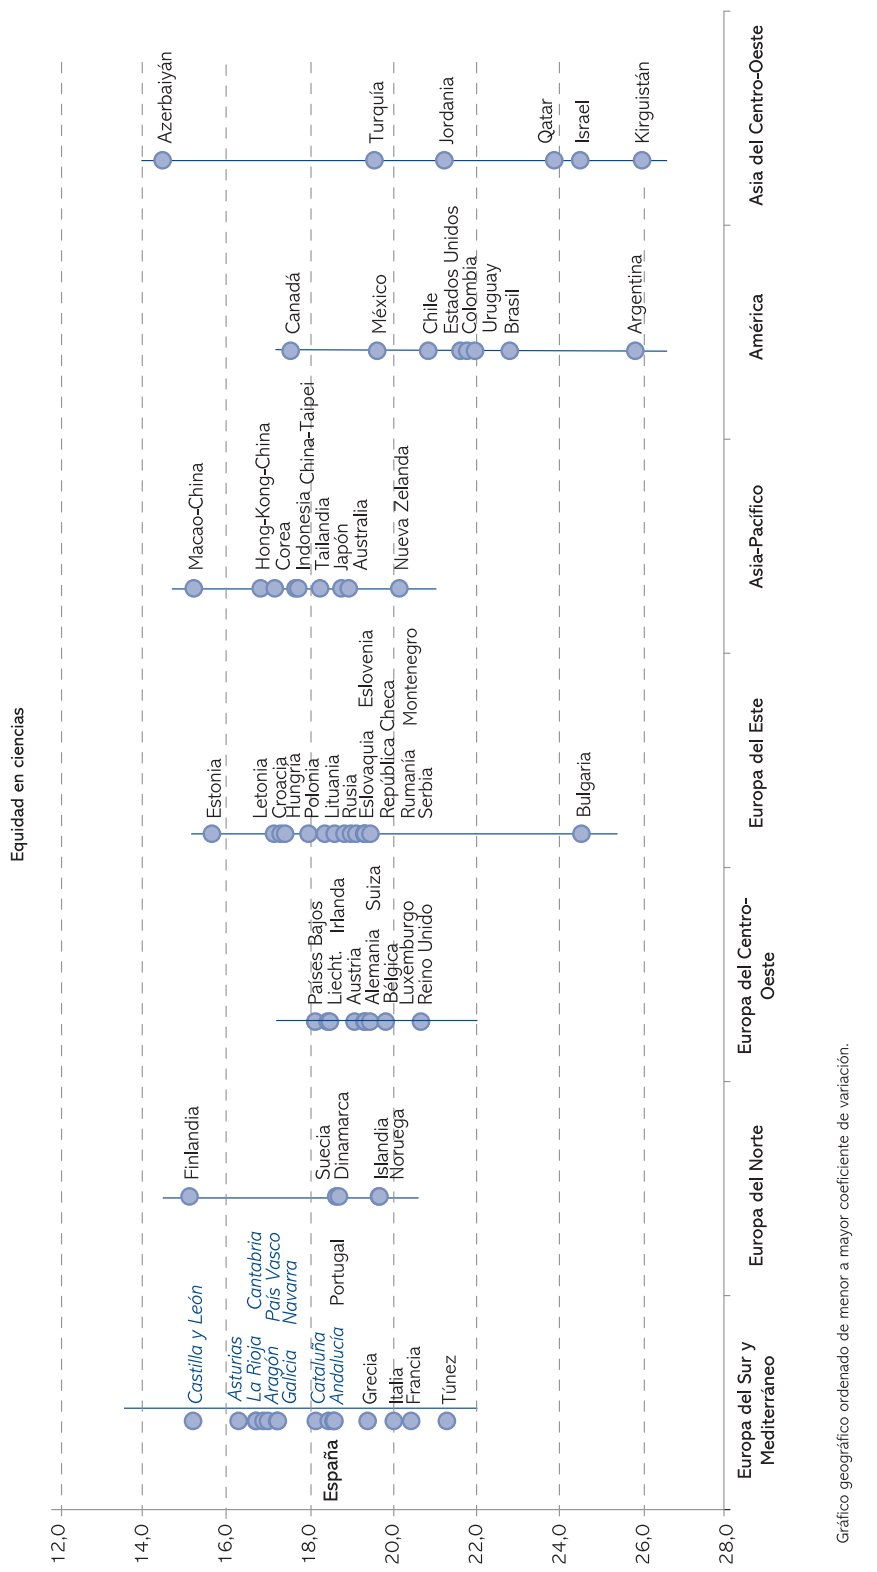 Equidad en ciencias
12,0
14,0
16,0
18,0
20,0
22,0
24,0
26,0
28,0
Castilla y León
Asturias
La Rioja Cantabria
Aragón País Vasco
Galicia Navarra
Cataluña
España
Andalucía Portugal
Grecia
Italia
Francia
Túnez
Finlandia
Suecia
Dinamarca
Islandia
Noruega
Países Bajos
Liecht. Irlanda
Austria
Alemania Suiza
Bélgica
Luxemburgo
Reino Unido
Estonia
Letonia
Croacia
Hungría
Polonia
Lituania
Rusia
Eslovaquia Eslovenia
República Checa
Rumanía Montenegro
Serbia
Bulgaria
Macao-China
Hong-Kong-China
Corea
Indonesia China-Taipei
Tailandia
Japón
Australia
Nueva Zelanda
Canadá
México
Chile
Estados Unidos
Colombia
Uruguay
Brasil
Argentina
Azerbaiyán
Turquía
Jordania
Qatar
Israel
Kirguistán
Europa del Sur y
Mediterráneo
Europa del Norte
Europa del Centro-
Oeste
Europa del Este
Asia-Pacífico
América
Asia del Centro-Oeste
Gráfico geográfico ordenado de menor a mayor coeficiente de variación.